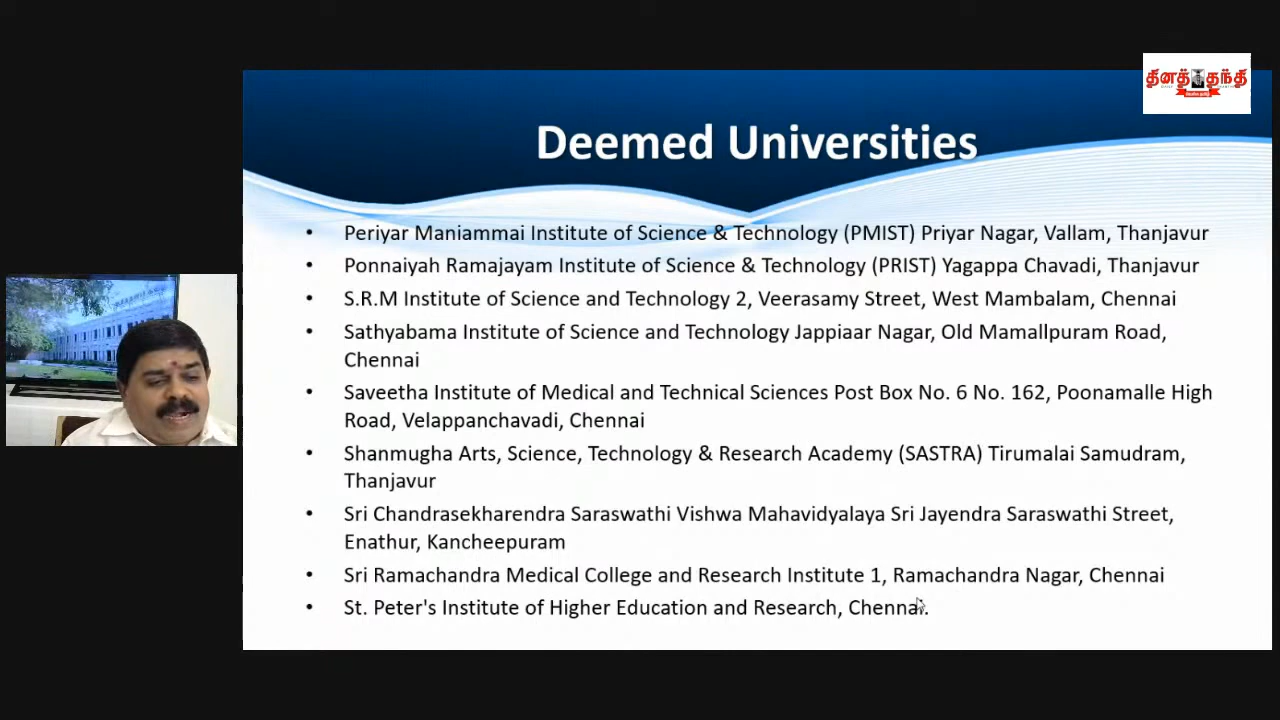 தினத்தந்தி
Deemed Universities
• Periyar Maniammai Institute of Science & Technology (PMIST) Priyar Nagar, Vallam, Thanjavur
• Ponnaiyah Ramajayam Institute of Science & Technology (PRIST) Yagappa Chavadi, Thanjavur
• S.R.M Institute of Science and Technology 2, Veerasamy Street, West Mambalam, Chennai
• Sathyabama Institute of Science and Technology Jappiaar Nagar, Old Mamallpuram Road,
Chennai
• Saveetha Institute of Medical and Technical Sciences Post Box No. 6 No. 162, Poonamalle High
Road, Velappanchavadi, Chennai
• Shanmugha Arts, Science, Technology & Research Academy (SASTRA) Tirumalai Samudram,
Thanjavur
• Sri Chandrasekharendra Saraswathi Vishwa Mahavidyalaya Sri Jayendra Saraswathi Street,
Enathur, Kancheepuram
• Sri Ramachandra Medical College and Research Institute 1, Ramachandra Nagar, Chennai
• St. Peter's Institute of Higher Education and Research, Chennai.